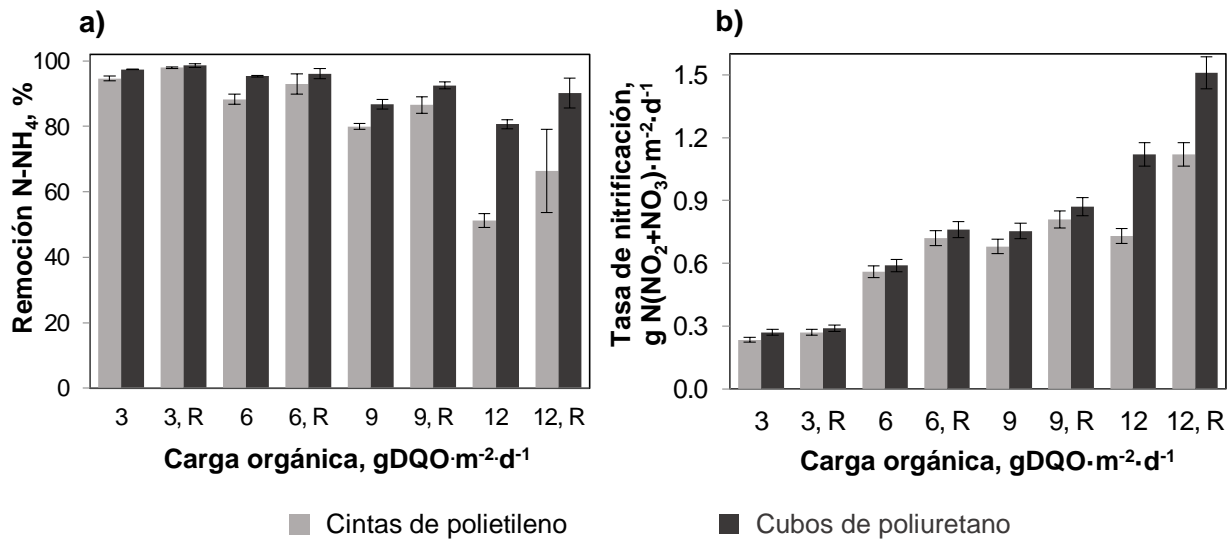 a)
Remoción N-NH4, %
100
80
60
40
20
0
3 3, R 6 6, R 9 9, R 12 12, R
Carga orgánica, gDQO·m-2·d-1
b)
Tasa de nitrificación,
g N(NO2+NO3)·m-2·d-1
1.5
1.2
0.9
0.6
0.3
0.0
3 3, R 6 6, R 9 9, R 12 12, R
Carga orgánica, gDQO·m-2·d-1
Cintas de polietileno
Cubos de poliuretano